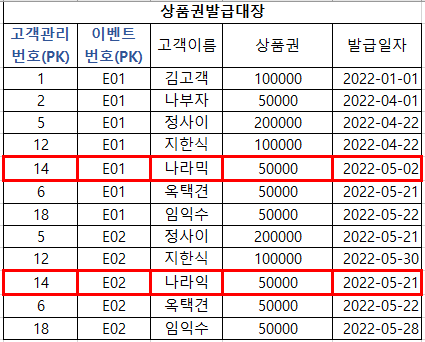 상품권발급대장
고객관리 번호(PK) 이벤트 번호(PK) 고객이름 상품권 발급일자
1 E01 김고객 100000 2022-01-01
2 E01 나부자 50000 2022-04-01
5 E01 정사이 200000 2022-04-22
12 E01 지한식 100000 2022-04-22
14 E01 나라믹 50000 2022-05-02
6 E01 옥택견 50000 2022-05-21
18 E01 임익수 50000 2022-05-22
5 E02 정사이 200000 2022-05-21
12 E02 지한식 100000 2022-05-30
14 E02 나라익 50000 2022-05-21
6 E02 옥택견 50000 2022-05-22
18 E02 임익수 50000 2022-05-28